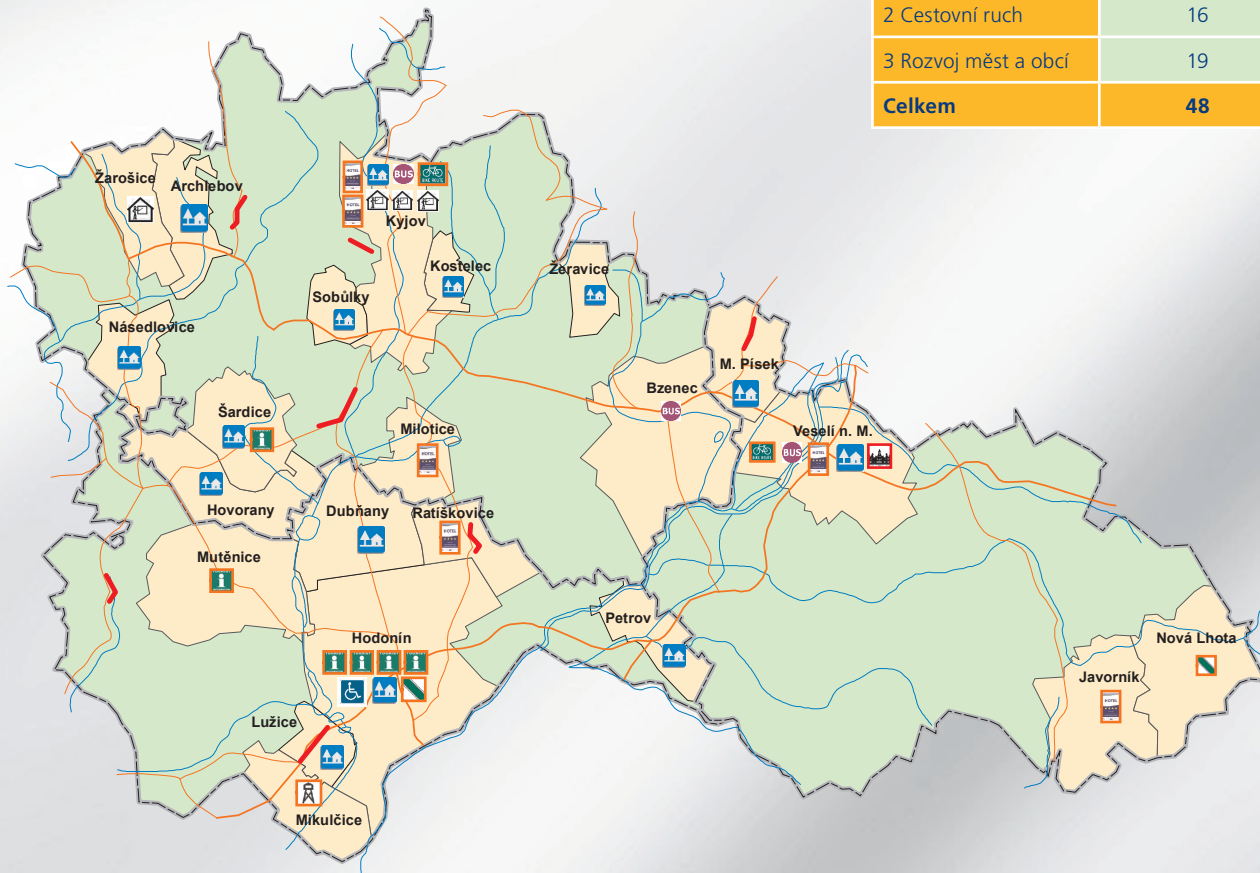 2 Cestovní ruch 16
3 Rozvoj měst a obcí 19
Celkem 48
Žarošice
Archlebov
HOTEL
BUS
BIKE ROUTE
HOTEL
Kyjov
Kostelec
Žeravice
Sobůlky
Násedlovice
M. Písek
Bzenec
BUS
Šardice
Milotice
HOTEL
Veselí n. M.
BIKE ROUTE
BUS
HOTEL
Hovorany
Dubňany
Ratíškovice
HOTEL
Mutěnice
i
i
Petrov
Hodonín
i i i i
Nová Lhota
Javorník
HOTEL
Lužice
Mikulčice